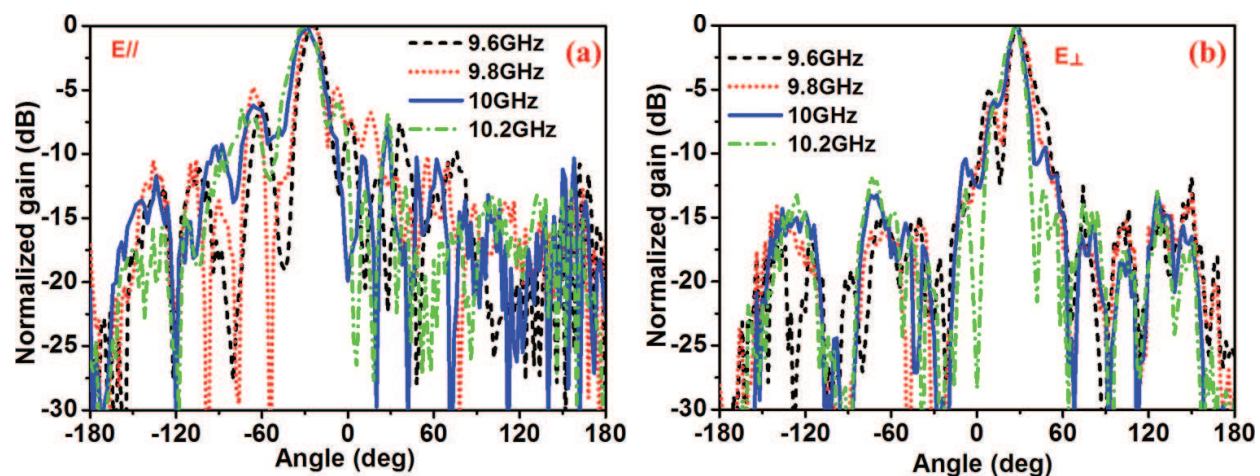 E//
(a)
9.6GHz
9.8GHz
10GHz
10.2GHz
Normalized gain (dB)
0
-5
-10
-15
-20
-25
-30
-180 -120 -60 0 60 120 180
Angle (deg)
E⊥
(b)
9.6GHz
9.8GHz
10GHz
10.2GHz
Normalized gain (dB)
0
-5
-10
-15
-20
-25
-30
-180 -120 -60 0 60 120 180
Angle (deg)